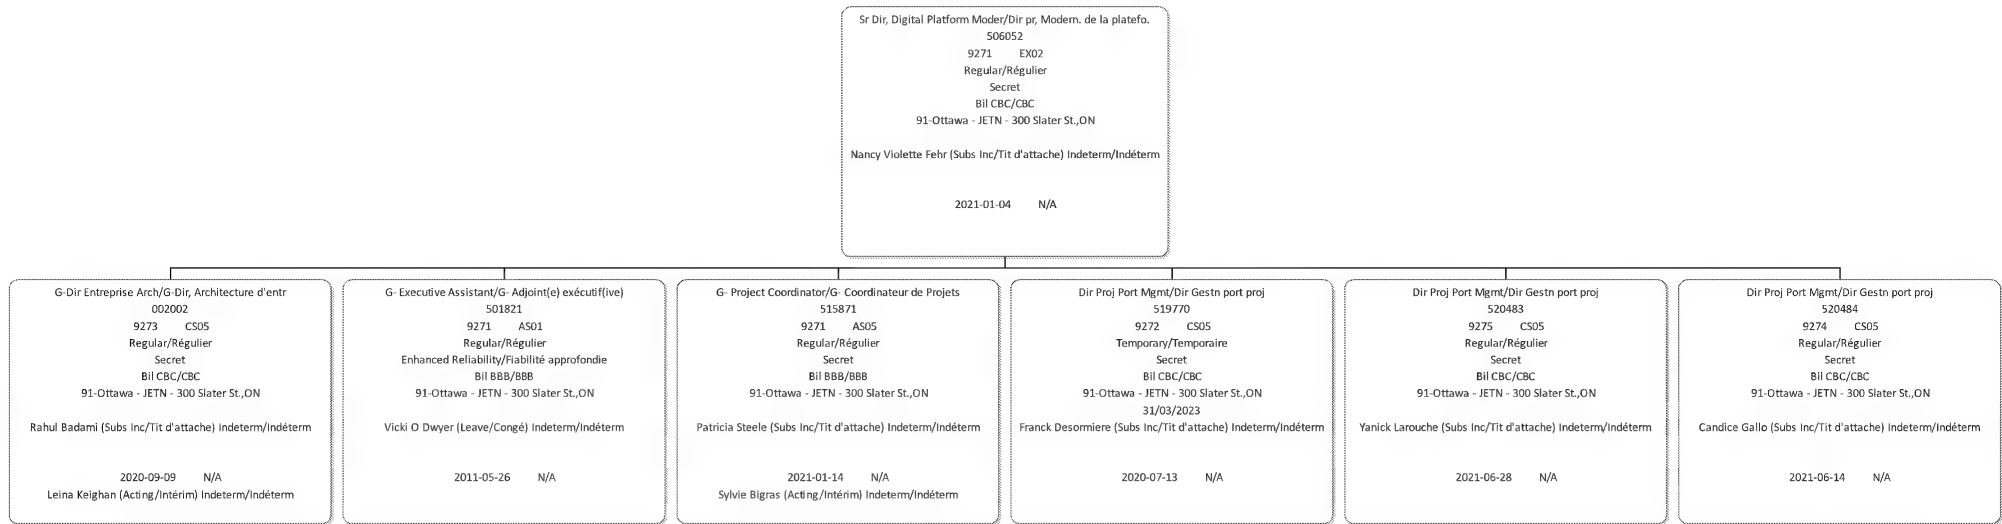 Sr Dir, Digital Platform Moder/Dir pr, Modern. de la platefo.
506052
9271 EX02
Regular/Régulier
Secret
Bil CBC/CBC
91-Ottawa - JETN - 300 Slater St.,ON
Nancy Violette Fehr (Subs Inc/Tit d'attache) Indeterm/Indéterm
2021-01-04 N/A
G-Dir Entreprise Arch/G-Dir, Architecture d'entr
002002
9273 CS05
Regular/Régulier
Secret
Bil CBC/CBC
91-Ottawa - JETN - 300 Slater St.,ON
Rahul Badami (Subs Inc/Tit d'attache) Indeterm/Indéterm
2020-09-09 N/A
Leina Keighan (Acting/Intérim) Indeterm/Indéterm
G- Executive Assistant/G- Adjoint(e) exécutif(ive)
501821
9271 AS01
Regular/Régulier
Enhanced Reliability/Fiabilité approfondie
Bil BBB/BBB
91-Ottawa - JETN - 300 Slater St.,ON
Vicki O Dwyer (Leave/Congé) Indeterm/Indéterm
2011-05-26 N/A
G- Project Coordinator/G- Coordinateur de Projets
515871
9271 AS05
Regular/Régulier
Secret
Bil BBB/BBB
91-Ottawa - JETN - 300 Slater St.,ON
Patricia Steele (Subs Inc/Tit d'attache) Indeterm/Indéterm
2021-01-14 N/A
Sylvie Bigras (Acting/Intérim) Indeterm/Indéterm
Dir Proj Port Mgmt/Dir Gestn port proj
519770
9272 CS05
Temporary/Temporaire
Secret
Bil CBC/CBC
91-Ottawa - JETN - 300 Slater St.,ON
31/03/2023
Franck Desormiere (Subs Inc/Tit d'attache) Indeterm/Indéterm
2020-07-13 N/A
Dir Proj Port Mgmt/Dir Gestn port proj
520483
9275 CS05
Regular/Régulier
Secret
Bil CBC/CBC
91-Ottawa - JETN - 300 Slater St.,ON
Yanick Larouche (Subs Inc/Tit d'attache) Indeterm/Indéterm
2021-06-28 N/A
Dir Proj Port Mgmt/Dir Gestn port proj
520484
9274 CS05
Regular/Régulier
Secret
Bil CBC/CBC
91-Ottawa - JETN - 300 Slater St.,ON
Candice Gallo (Subs Inc/Tit d'attache) Indeterm/Indéterm
2021-06-14 N/A